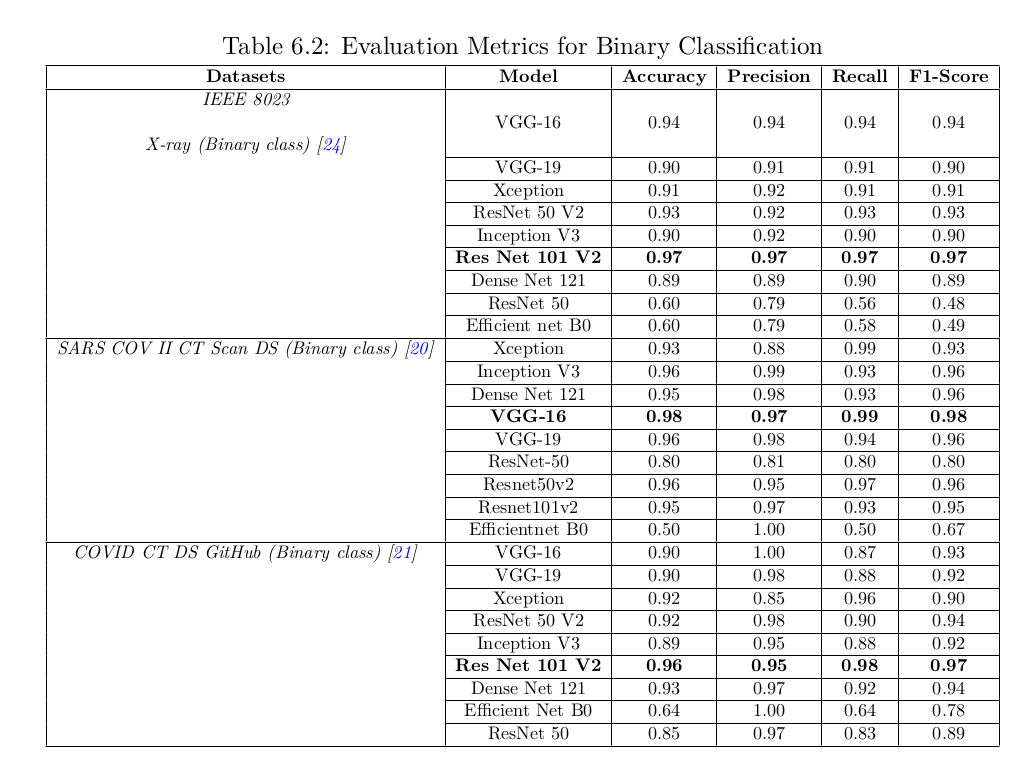 Table 6.2: Evaluation Metrics for Binary Classification
Datasets Model Accuracy Precision Recall F1-Score
IEEE 8023
VGG-16 0.94 0.94 0.94 0.94
X-ray (Binary class) [24]
VGG-19 0.90 0.91 0.91 0.90
Xception 0.91 0.92 0.91 0.91
ResNet 50 V2 0.93 0.92 0.93 0.93
Inception V3 0.90 0.92 0.90 0.90
Res Net 101 V2 0.97 0.97 0.97 0.97
Dense Net 121 0.89 0.89 0.90 0.89
ResNet 50 0.60 0.79 0.56 0.48
Efficient net B0 0.60 0.79 0.58 0.49
SARS COV II CT Scan DS (Binary class) [20] Xception 0.93 0.88 0.99 0.93
Inception V3 0.96 0.99 0.93 0.96
Dense Net 121 0.95 0.98 0.93 0.96
VGG-16 0.98 0.97 0.99 0.98
VGG-19 0.96 0.98 0.94 0.96
ResNet-50 0.80 0.81 0.80 0.80
Resnet50v2 0.96 0.95 0.97 0.96
Resnet101v2 0.95 0.97 0.93 0.95
Efficientnet B0 0.50 1.00 0.50 0.67
COVID CT DS GitHub (Binary class) [21] VGG-16 0.90 1.00 0.87 0.93
VGG-19 0.90 0.98 0.88 0.92
Xception 0.92 0.85 0.96 0.90
ResNet 50 V2 0.92 0.98 0.90 0.94
Inception V3 0.89 0.95 0.88 0.92
Res Net 101 V2 0.96 0.95 0.98 0.97
Dense Net 121 0.93 0.97 0.92 0.94
Efficient Net B0 0.64 1.00 0.64 0.78
ResNet 50 0.85 0.97 0.83 0.89